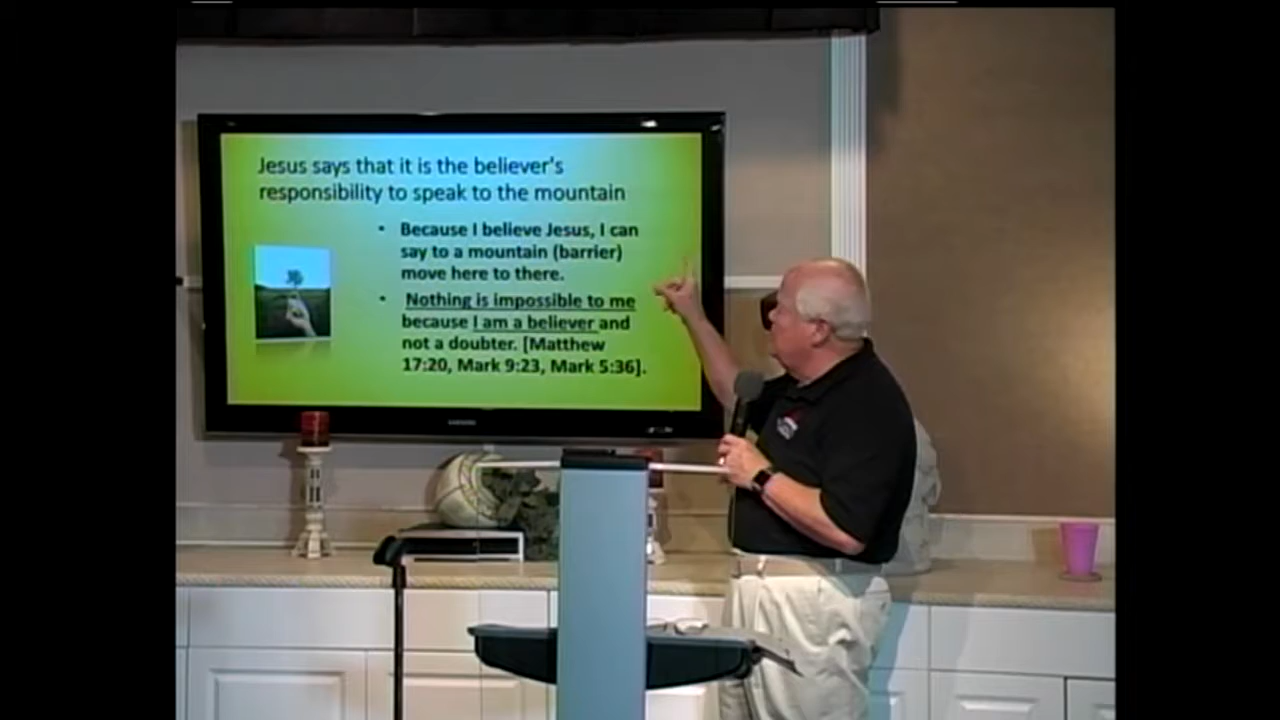 Jesus says that it is the believer's
responsibility to speak to the mountain
• Because I believe Jesus, I can
say to a mountain (barrier)
move here to there.
• Nothing is impossible to me
because I am a believer and
not a doubter. [Matthew
17:20, Mark 9:23, Mark 5:36].
SAMSUNG